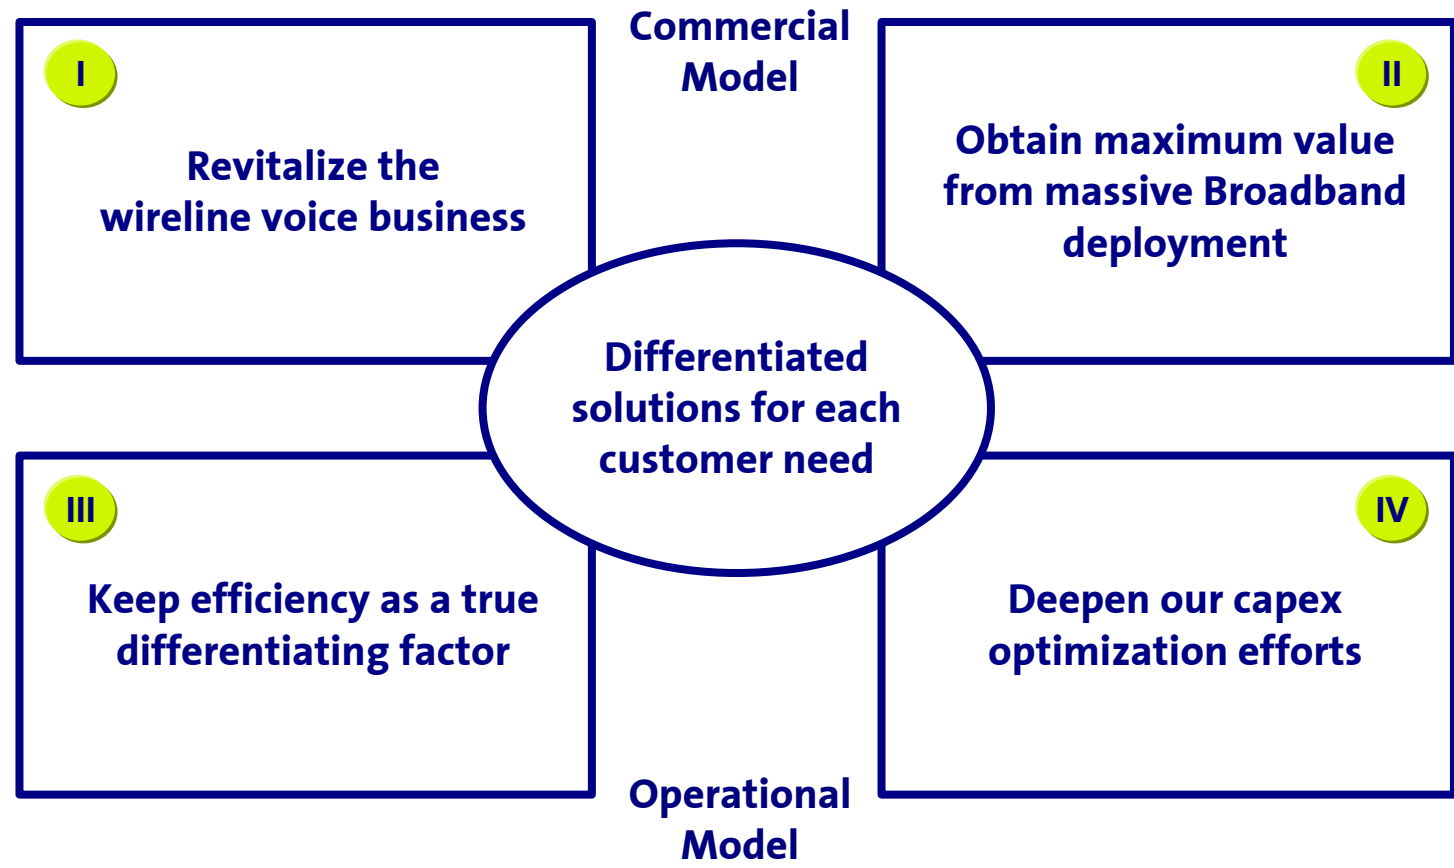 Commercial
Model
I
Revitalize the
wireline voice business
II
Obtain maximum value
from massive Broadband
deployment
Differentiated
solutions for each
customer need
III
Keep efficiency as a true
differentiating factor
IV
Deepen our capex
optimization efforts
Operational
Model